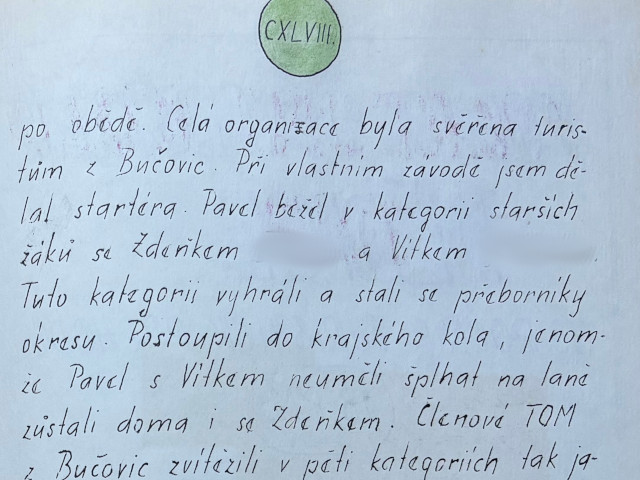 CXLVIII.
po obědě. Celá organizace byla svěřena turis-
tům z Bučovic. Při vlastním závodě jsem dě-
lal startéra. Pavel běžel v kategorii starších
žáků se Zdeňkem a Vítkem .
Tuto kategorii vyhráli a stali se přeborníky
okresu. Postoupili do krajského kola, jenom-
že Pavel s Vítkem neuměli šplhat na laně
zůstali doma i se Zdeňkem. Členové TOM
z Bučovic zvítězili v pěti kategoriích tak ja-